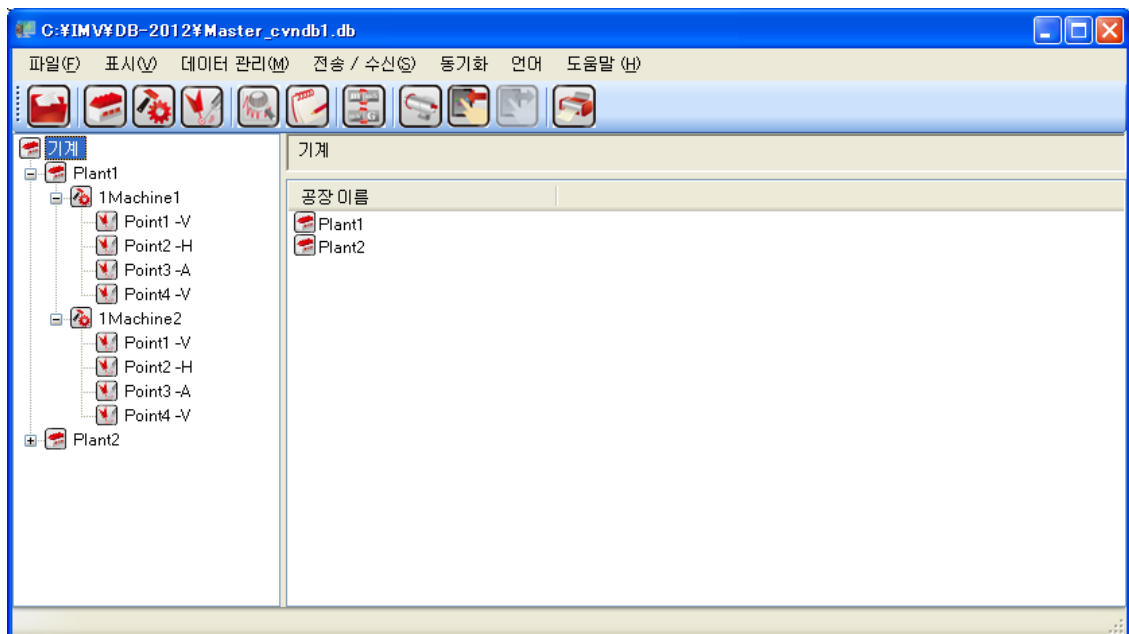 C:¥IMV¥DB-2012¥Master_cvndb1.db
파일(F) 표시(V) 데이터 관리(M) 전송 / 수신(S) 동기화 언어 도움말 (H)
기계
Plant1
1Machine1
Point1 -V
Point2 -H
Point3 -A
Point4 -V
1Machine2
Point1 -V
Point2 -H
Point3 -A
Point4 -V
Plant2
기계
공장 이름
Plant1
Plant2